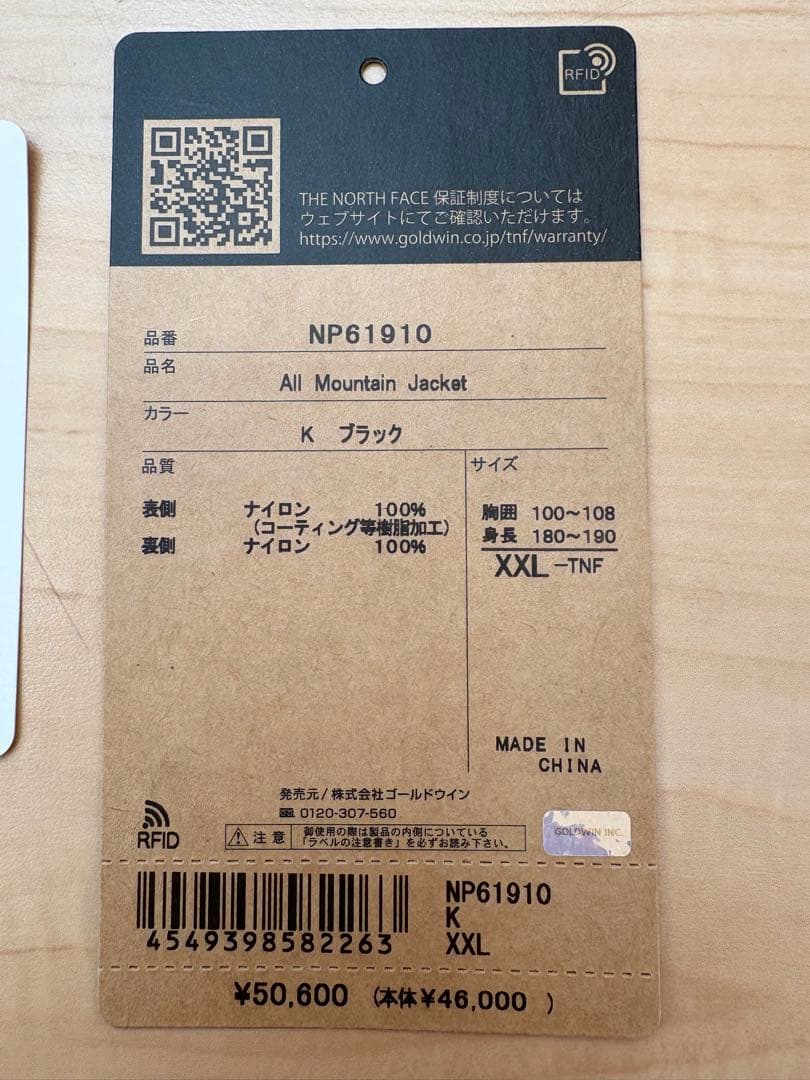 RFID
THE NORTH FACE 保証制度については
ウェブサイトにてご確認いただけます。
https://www.goldwin.co.jp/tnf/warranty/
品番 NP61910
品名
All Mountain Jacket
カラー
K ブラック
品質
表側 ナイロン 100%
(コーティング等樹脂加工)
裏側 ナイロン 100%
サイズ
胸囲 100〜108
身長 180〜190
XXL -TNF
MADE IN
CHINA
発売元/株式会社ゴールドウイン
0120-307-560
RFID
注意
御使用の際は製品の内側についている
「ラベルの注意書き」を必ずお読み下さい。
GOLDWIN INC.
4549398582263
NP61910
K
XXL
¥50,600 (本体¥46,000 )